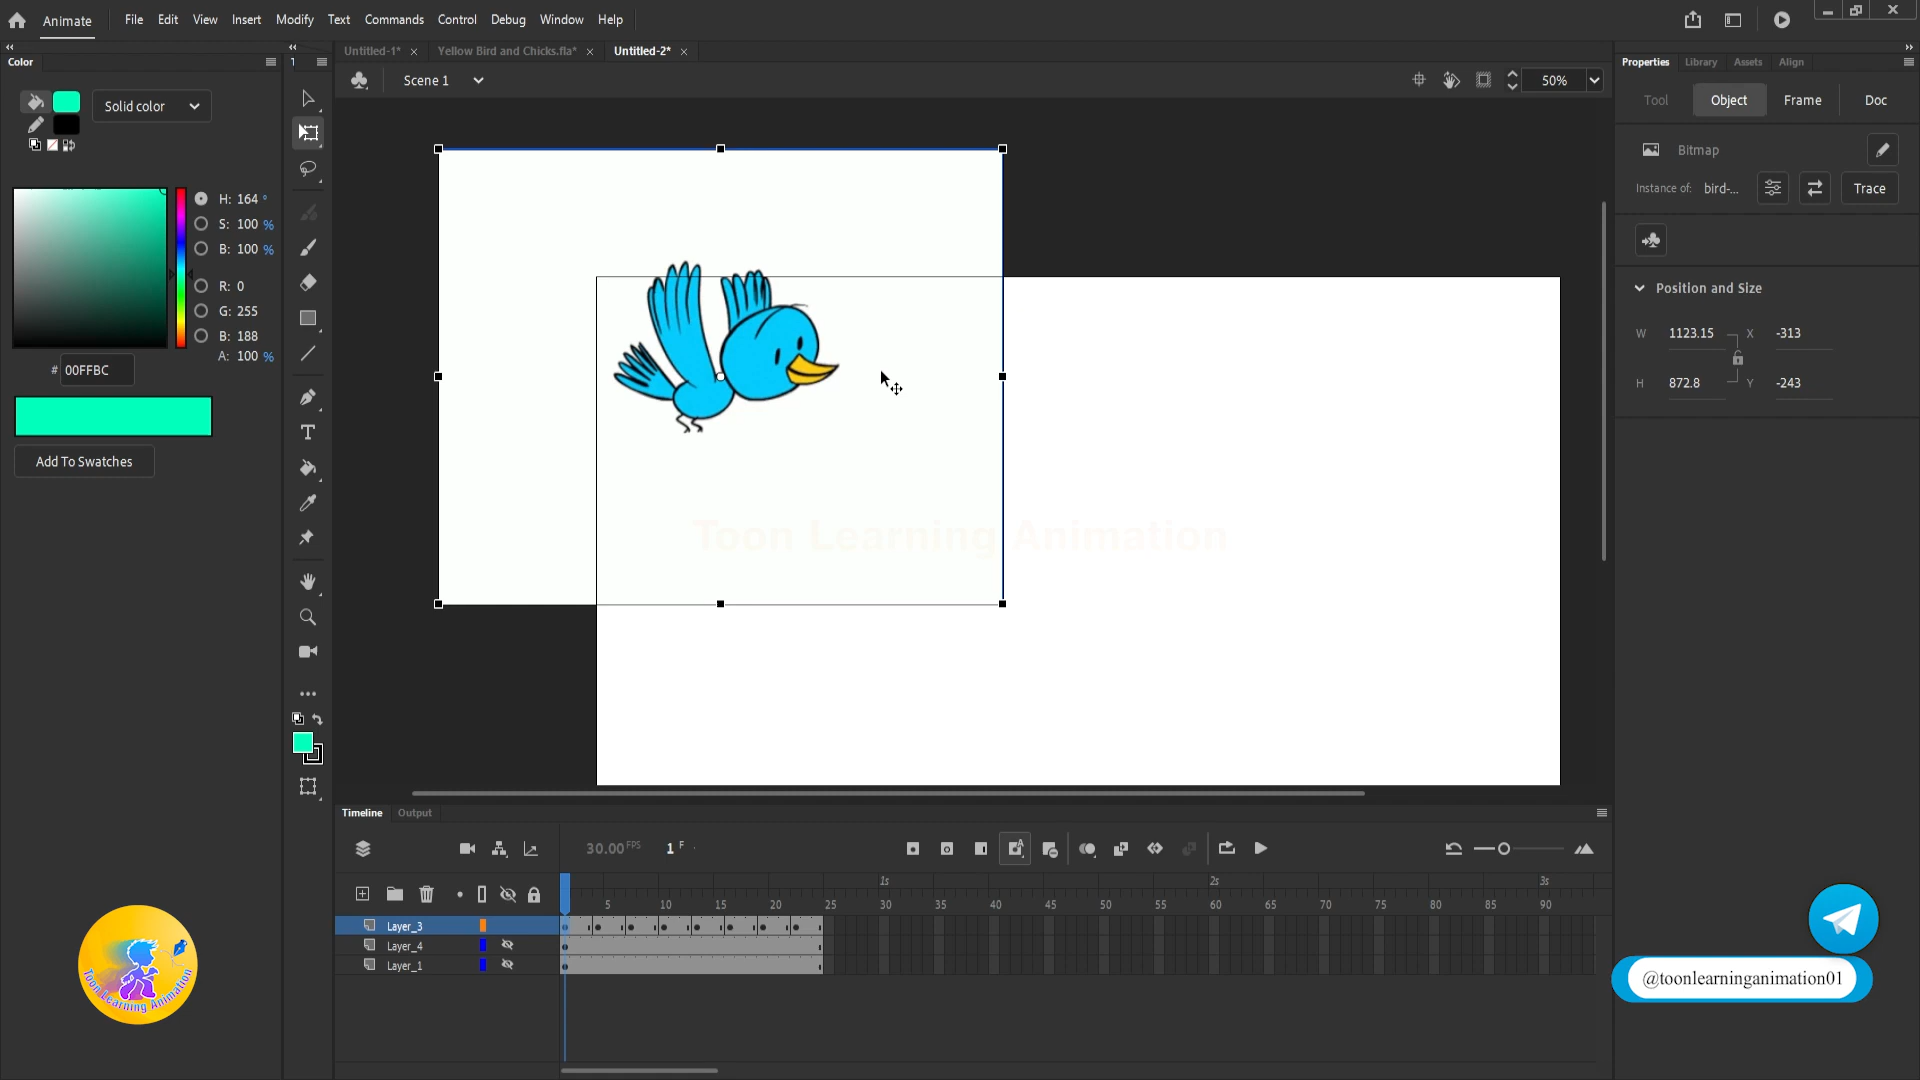 Animate File Edit View Insert Modify Text Commands Control Debug Window Help
Untitled-1* Yellow Bird and Chicks.fla* Untitled-2*
Color
Scene 1
50%
Properties Library Assets Align
Solid color
Tool Object Frame Doc
Bitmap
Instance of: bird-... Trace
H: 164 °
S: 100 %
B: 100 %
R: 0
G: 255
B: 188
A: 100 %
# 00FFBC
Add To Swatches
Position and Size
W 1123.15 X -313
H 872.8 Y -243
Toon Learning Animation
Timeline Output
30.00 FPS 1 F
1s 2s 3s
5 10 15 20 25 30 35 40 45 50 55 60 65 70 75 80 85 90
Layer_3
Layer_4
Layer_1
Toon Learning Animation
@toonlearninganimation01